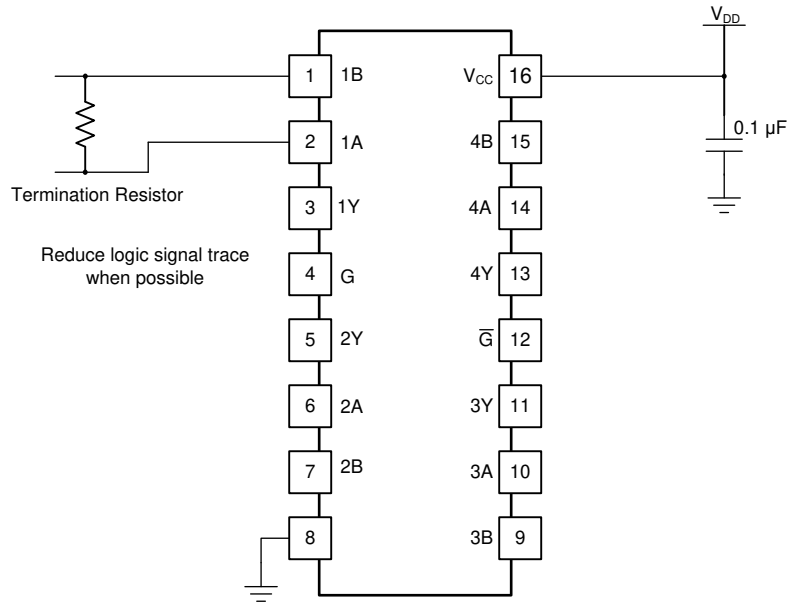 V_DD
1 1B
V_CC 16
2 1A
4B 15
0.1 µF
Termination Resistor
3 1Y
4A 14
Reduce logic signal trace
when possible
4 G
4Y 13
5 2Y
G̅ 12
6 2A
3Y 11
7 2B
3A 10
8
3B 9